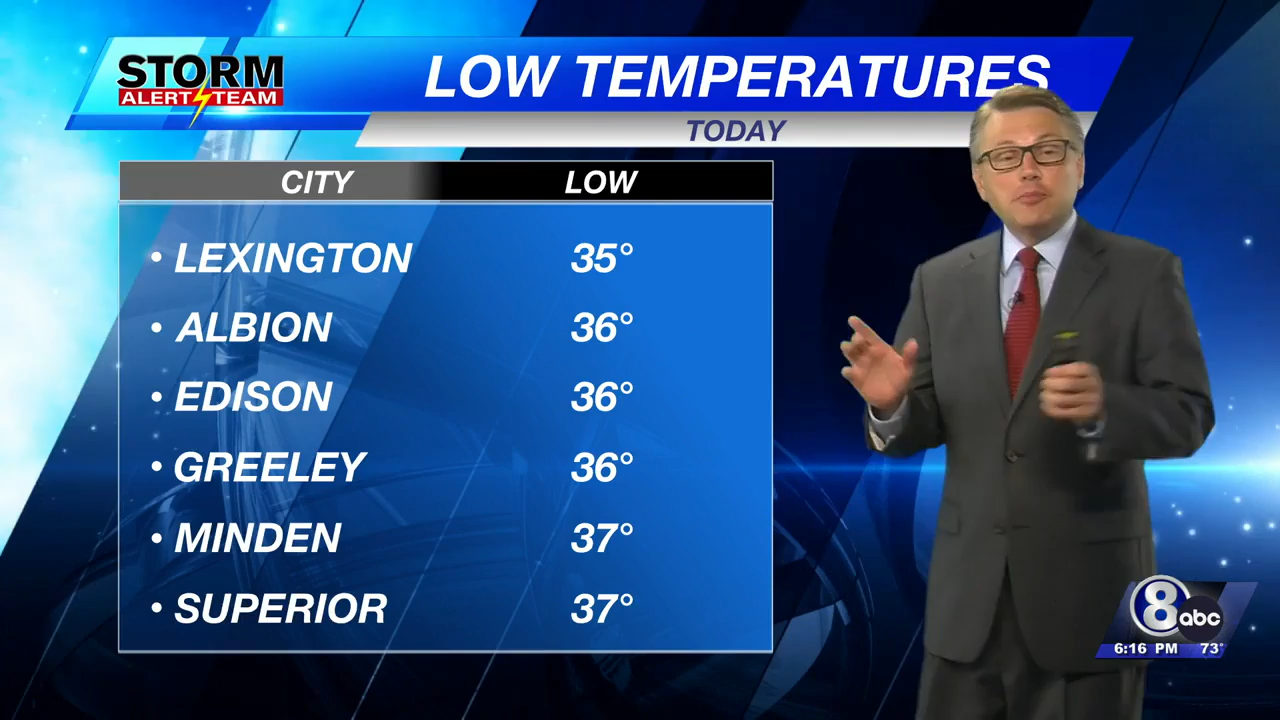 STORM
ALERT TEAM
LOW TEMPERATURES
TODAY
CITY LOW
• LEXINGTON 35°
• ALBION 36°
• EDISON 36°
• GREELEY 36°
• MINDEN 37°
• SUPERIOR 37°
8 abc
6:16 PM 73°